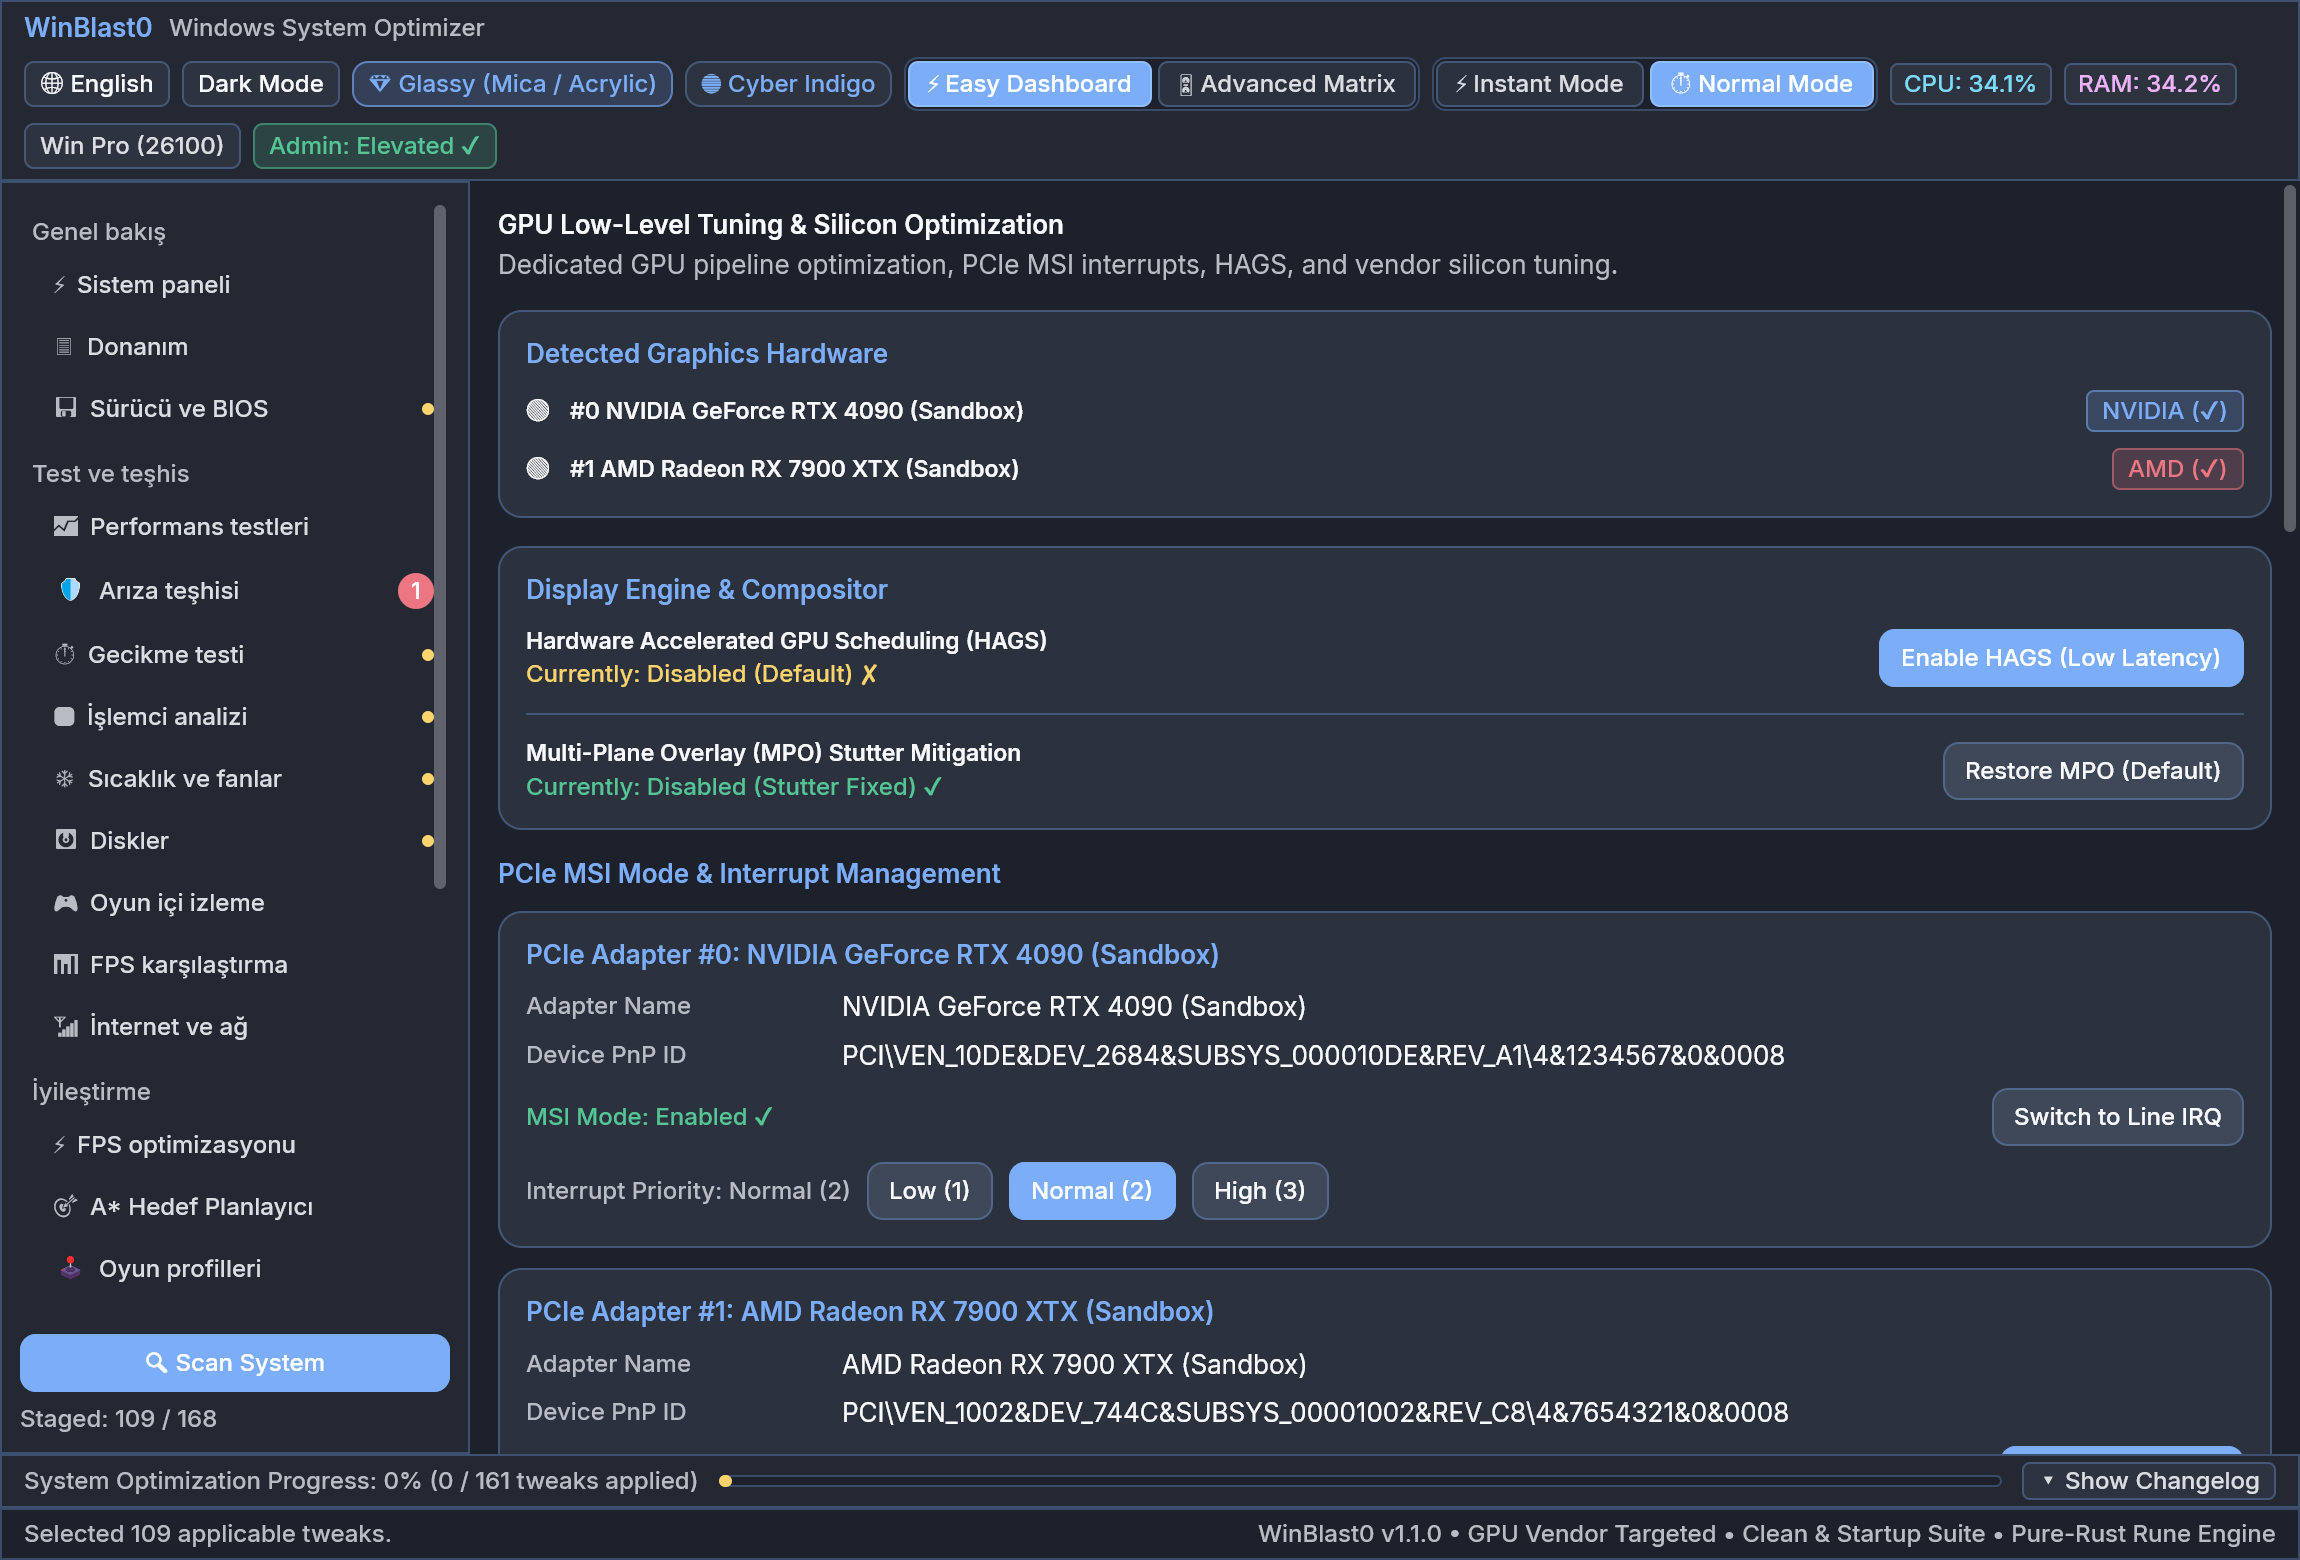 WinBlast0 Windows System Optimizer
English Dark Mode Glassy (Mica / Acrylic) Cyber Indigo ⚡Easy Dashboard Advanced Matrix ⚡Instant Mode ⏱ Normal Mode CPU: 34.1% RAM: 34.2%
Win Pro (26100) Admin: Elevated ✓
Genel bakış
⚡ Sistem paneli
Donanım
Sürücü ve BIOS
Test ve teşhis
Performans testleri
Arıza teşhisi 1
Gecikme testi
İşlemci analizi
Sıcaklık ve fanlar
Diskler
Oyun içi izleme
FPS karşılaştırma
İnternet ve ağ
İyileştirme
⚡ FPS optimizasyonu
A* Hedef Planlayıcı
Oyun profilleri
Scan System
Staged: 109 / 168
GPU Low-Level Tuning & Silicon Optimization
Dedicated GPU pipeline optimization, PCIe MSI interrupts, HAGS, and vendor silicon tuning.
Detected Graphics Hardware
#0 NVIDIA GeForce RTX 4090 (Sandbox) NVIDIA (✓)
#1 AMD Radeon RX 7900 XTX (Sandbox) AMD (✓)
Display Engine & Compositor
Hardware Accelerated GPU Scheduling (HAGS)
Currently: Disabled (Default) ✗
Enable HAGS (Low Latency)
Multi-Plane Overlay (MPO) Stutter Mitigation
Currently: Disabled (Stutter Fixed) ✓
Restore MPO (Default)
PCIe MSI Mode & Interrupt Management
PCIe Adapter #0: NVIDIA GeForce RTX 4090 (Sandbox)
Adapter Name NVIDIA GeForce RTX 4090 (Sandbox)
Device PnP ID PCI\VEN_10DE&DEV_2684&SUBSYS_000010DE&REV_A1\4&1234567&0&0008
MSI Mode: Enabled ✓ Switch to Line IRQ
Interrupt Priority: Normal (2) Low (1) Normal (2) High (3)
PCIe Adapter #1: AMD Radeon RX 7900 XTX (Sandbox)
Adapter Name AMD Radeon RX 7900 XTX (Sandbox)
Device PnP ID PCI\VEN_1002&DEV_744C&SUBSYS_00001002&REV_C8\4&7654321&0&0008
System Optimization Progress: 0% (0 / 161 tweaks applied) ▾ Show Changelog
Selected 109 applicable tweaks. WinBlast0 v1.1.0 • GPU Vendor Targeted • Clean & Startup Suite • Pure-Rust Rune Engine